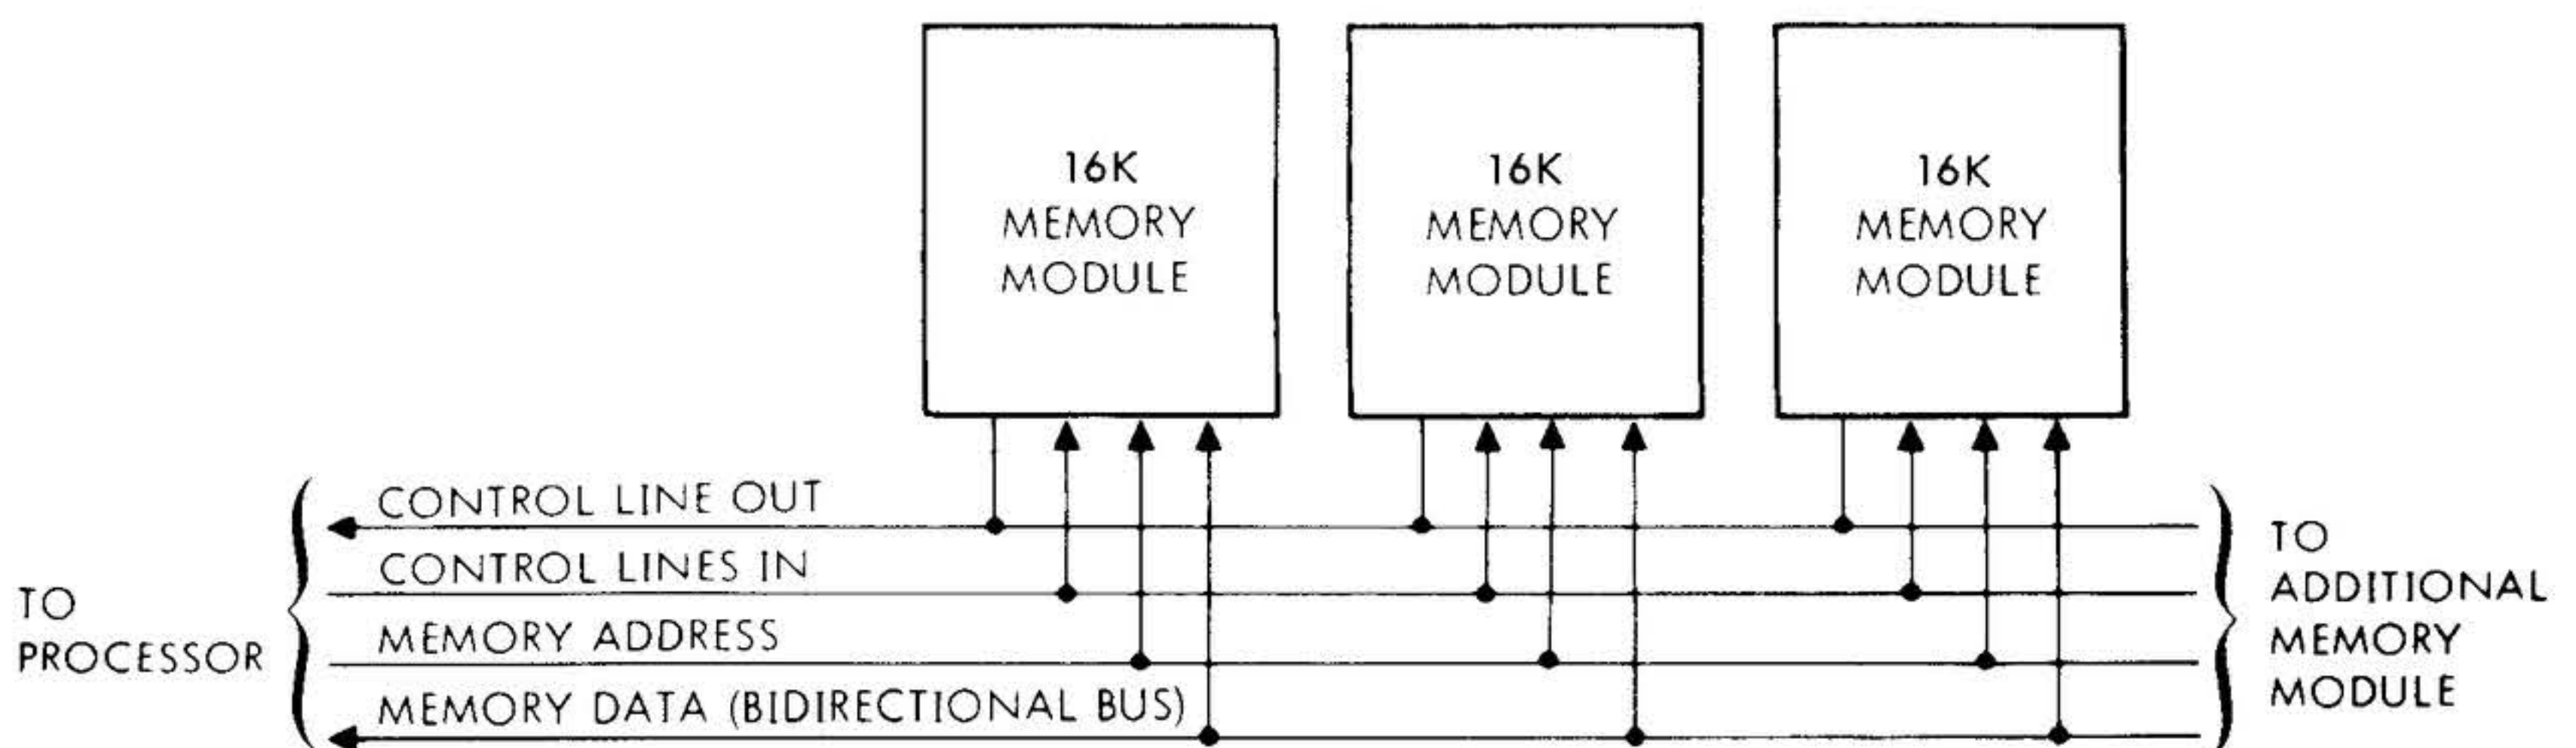 16K
MEMORY
MODULE
16K
MEMORY
MODULE
16K
MEMORY
MODULE
CONTROL LINE OUT
CONTROL LINES IN
MEMORY ADDRESS
MEMORY DATA (BIDIRECTIONAL BUS)
TO
PROCESSOR
TO
ADDITIONAL
MEMORY
MODULE